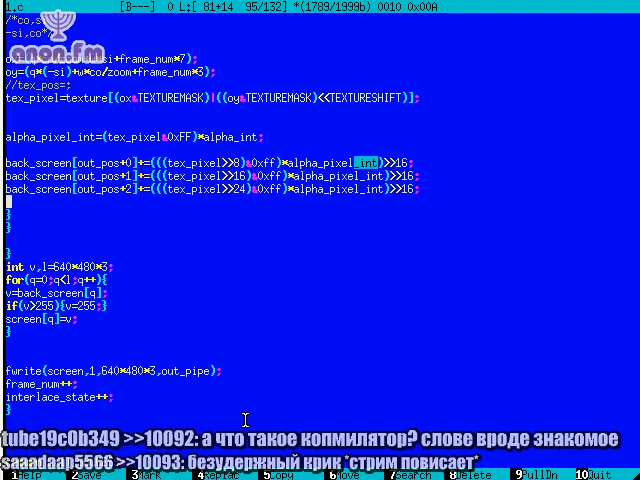 1.c [B---] 0 L:[ 81+14 95/132] *(1789/1999b) 0010 0x00A
/*co,s
-si,co*/
anon.fm
si+frame_num*7);
oy=(q*(-si)+w*co/zoom+frame_num*3);
//tex_pos=;
tex_pixel=texture[(ox&TEXTUREMASK)|((oy&TEXTUREMASK)<<TEXTURESHIFT)];
alpha_pixel_int=(tex_pixel&0xFF)*alpha_int;
back_screen[out_pos+0]+=(((tex_pixel>>8)&0xff)*alpha_pixel_int)>>16;
back_screen[out_pos+1]+=(((tex_pixel>>16)&0xff)*alpha_pixel_int)>>16;
back_screen[out_pos+2]+=(((tex_pixel>>24)&0xff)*alpha_pixel_int)>>16;
}
}
}
int v,l=640*480*3;
for(q=0;q<l;q++){
v=back_screen[q];
if(v>255){v=255;}
screen[q]=v;
}
fwrite(screen,1,640*480*3,out_pipe);
frame_num++;
interlace_state++;
}
tube19c0b349 >>10092: а что такое копмилятор? слове вроде знакомое
saaadaap5566 >>10093: безудержный крик *стрим повисает*
1Help 2Save 3Mark 4Replac 5Copy 6Move 7Search 8Delete 9PullDn 10Quit